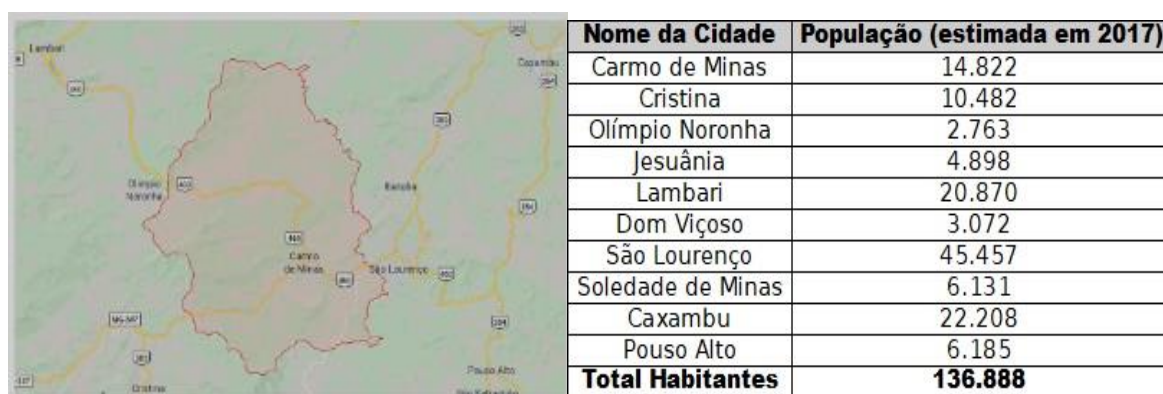 Lambari
Caxambu
Olímpio
Noronha
Carmo
de Minas
São Lourenço
Pouso Alto
Cristina
Nome da Cidade População (estimada em 2017)
Carmo de Minas 14.822
Cristina 10.482
Olímpio Noronha 2.763
Jesuânia 4.898
Lambari 20.870
Dom Viçoso 3.072
São Lourenço 45.457
Soledade de Minas 6.131
Caxambu 22.208
Pouso Alto 6.185
Total Habitantes 136.888